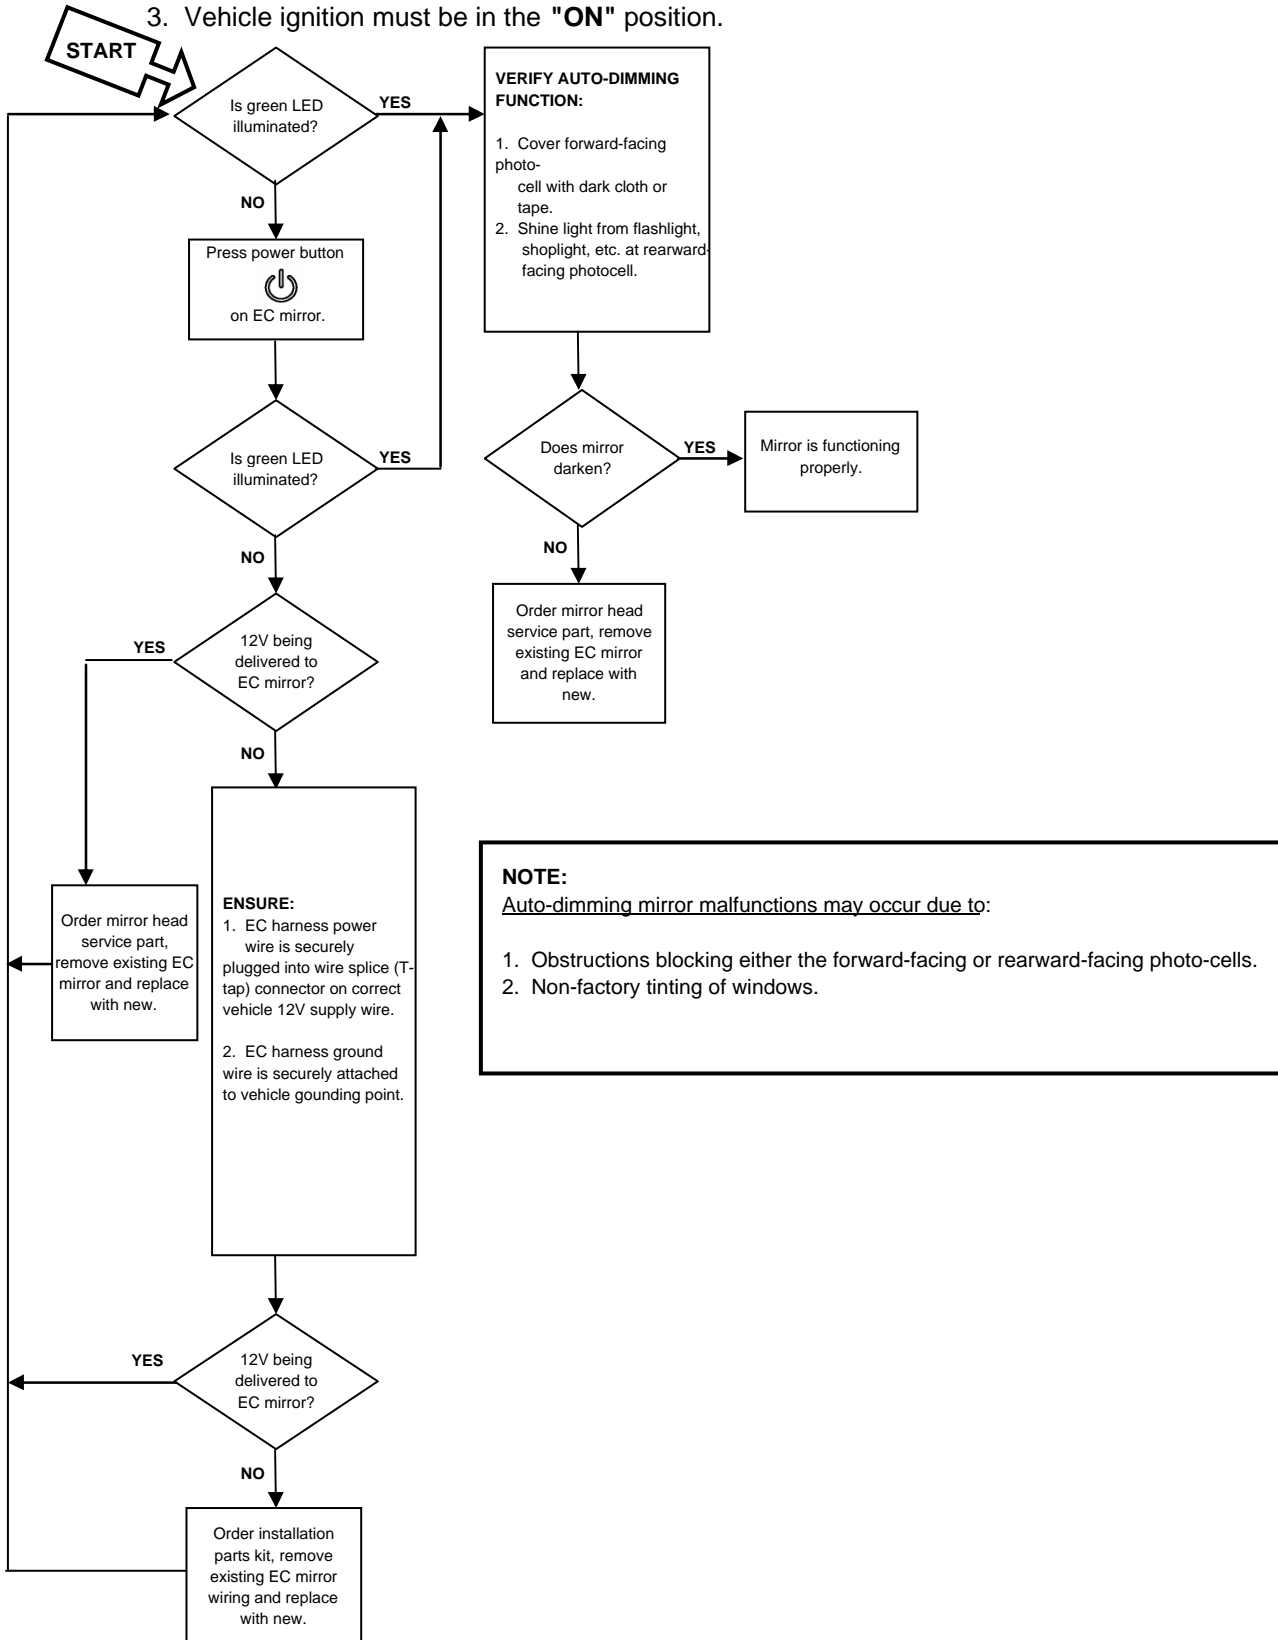 3. Vehicle ignition must be in the "ON" position.
START
Is green LED
illuminated?
YES
NO
Press power button
on EC mirror.
Is green LED
illuminated?
YES
NO
12V being
delivered to
EC mirror?
YES
NO
Order mirror head
service part,
remove existing EC
mirror and replace
with new.
ENSURE:
1. EC harness power
wire is securely
plugged into wire splice (T-
tap) connector on correct
vehicle 12V supply wire.
2. EC harness ground
wire is securely attached
to vehicle gounding point.
12V being
delivered to
EC mirror?
YES
NO
Order installation
parts kit, remove
existing EC mirror
wiring and replace
with new.
VERIFY AUTO-DIMMING
FUNCTION:
1. Cover forward-facing
photo-
cell with dark cloth or
tape.
2. Shine light from flashlight,
shoplight, etc. at rearward-
facing photocell.
Does mirror
darken?
YES
Mirror is functioning
properly.
NO
Order mirror head
service part, remove
existing EC mirror
and replace with
new.
NOTE:
Auto-dimming mirror malfunctions may occur due to:
1. Obstructions blocking either the forward-facing or rearward-facing photo-cells.
2. Non-factory tinting of windows.